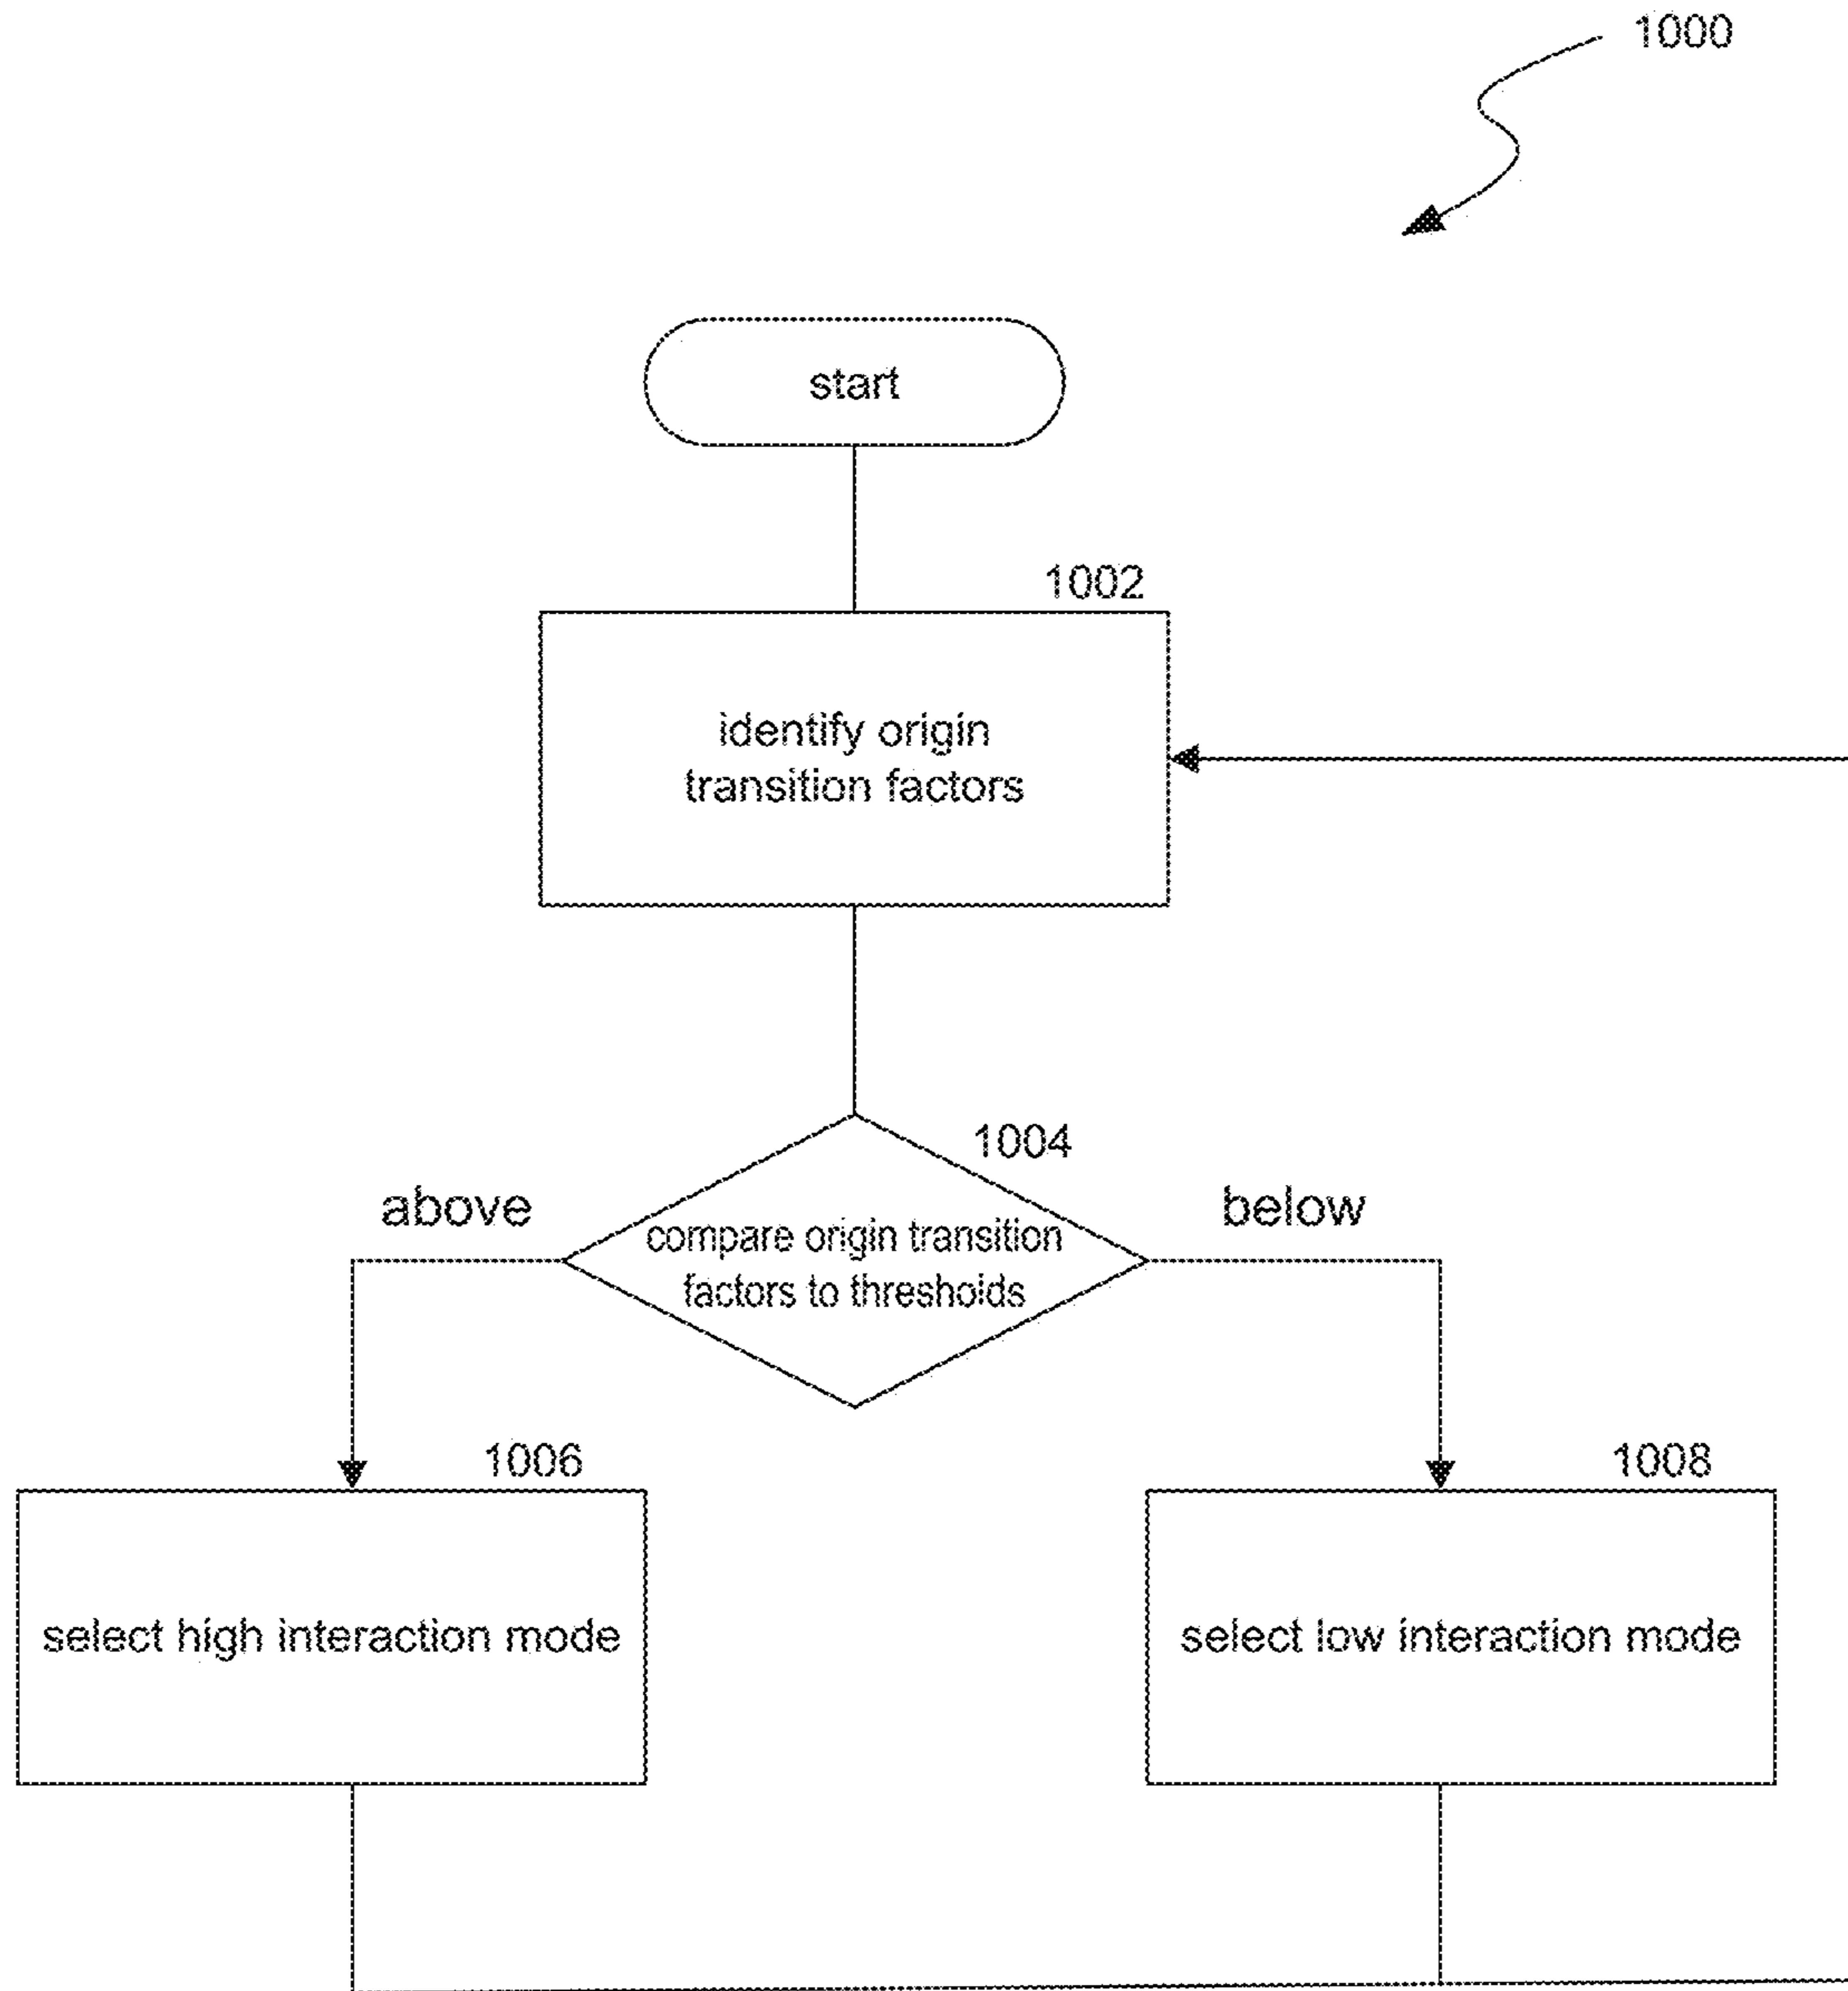 1000
start
1002
identify origin
transition factors
1004
above
below
compare origin transition
factors to thresholds
1006
1008
select high interaction mode
select low interaction mode